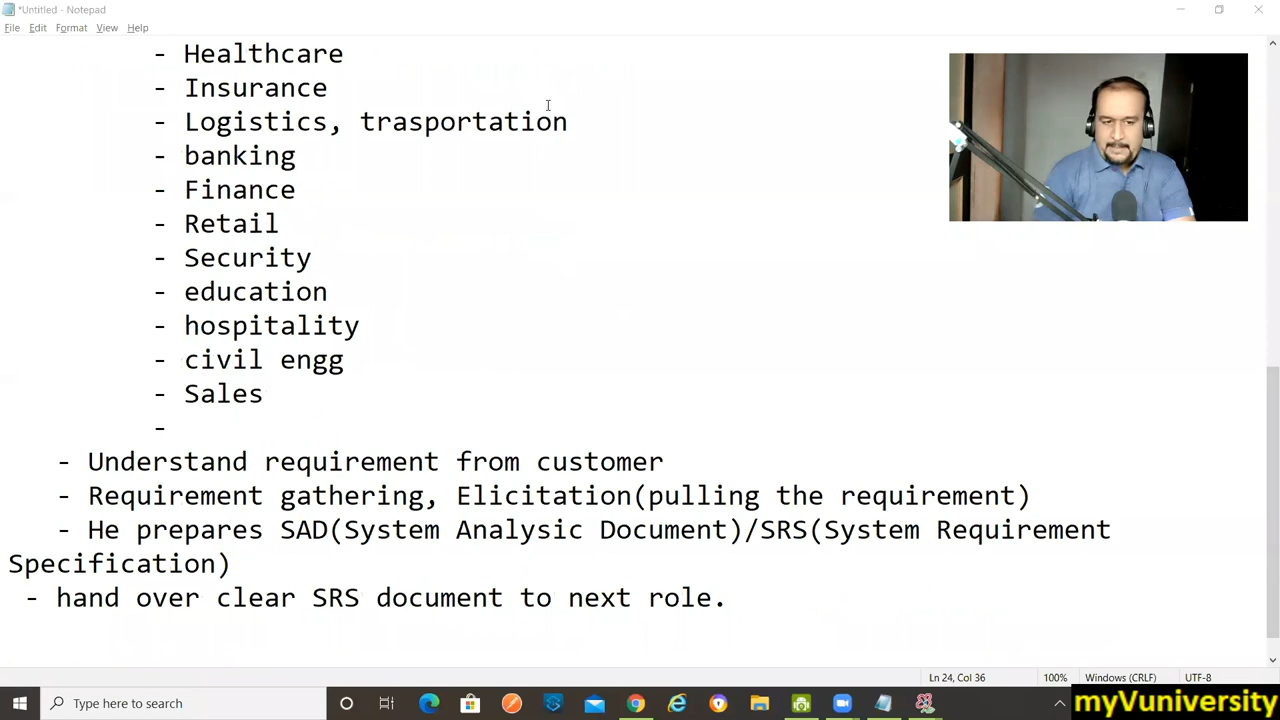 *Untitled - Notepad
File Edit Format View Help
- Healthcare
- Insurance
- Logistics, trasportation
- banking
- Finance
- Retail
- Security
- education
- hospitality
- civil engg
- Sales
-
- Understand requirement from customer
- Requirement gathering, Elicitation(pulling the requirement)
- He prepares SAD(System Analysic Document)/SRS(System Requirement
Specification)
- hand over clear SRS document to next role.
Ln 24, Col 36 100% Windows (CRLF) UTF-8
Type here to search
myVuniversity